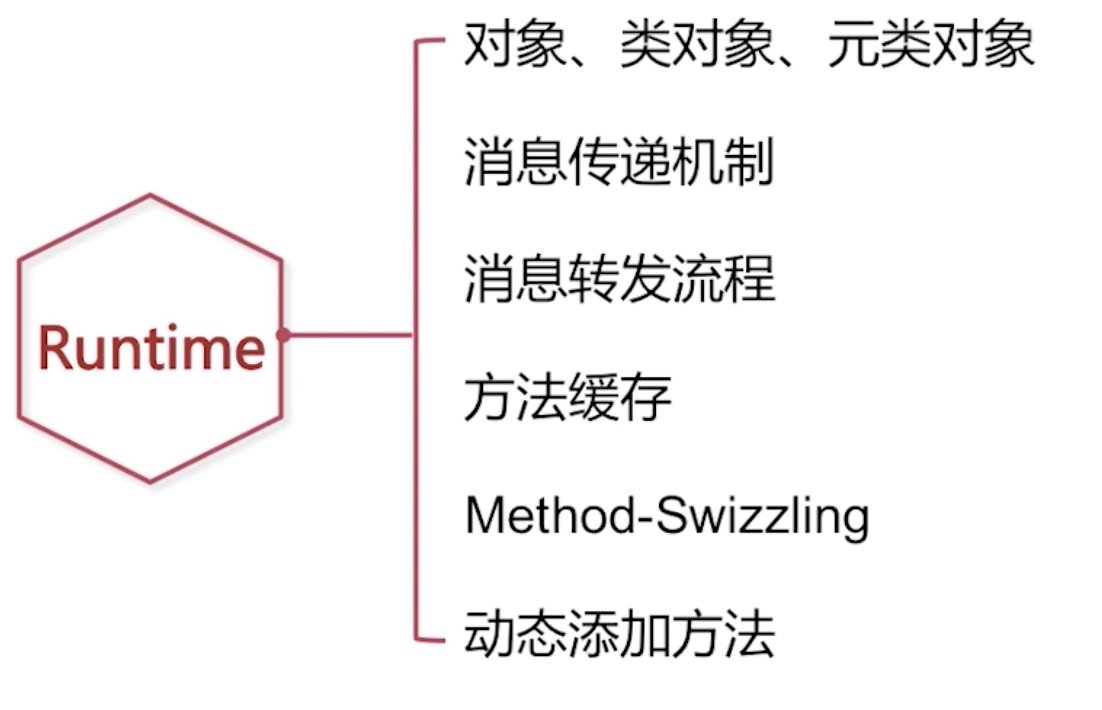 对象、类对象、元类对象
消息传递机制
消息转发流程
Runtime
方法缓存
Method-Swizzling
动态添加方法